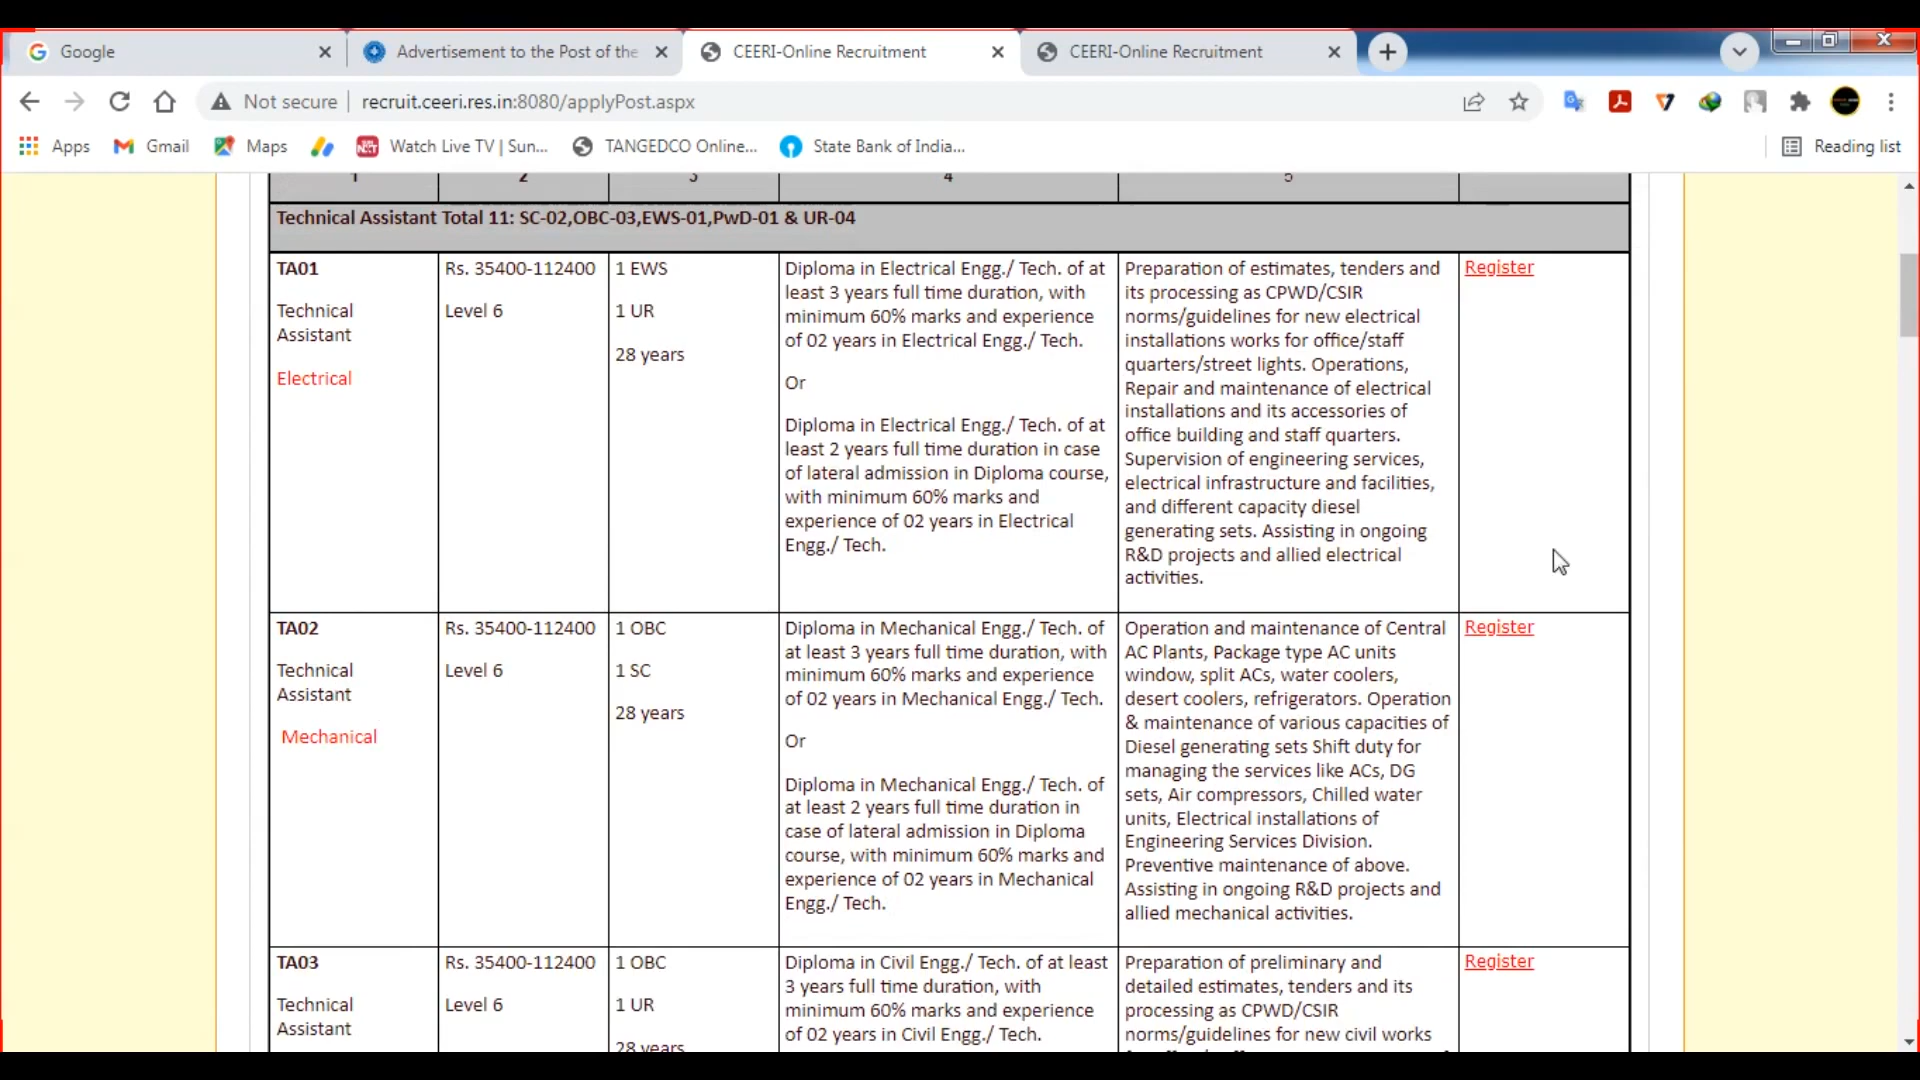 Google
Advertisement to the Post of the
CEERI-Online Recruitment
CEERI-Online Recruitment
Not secure
recruit.ceeri.res.in:8080/applyPost.aspx
Apps
Gmail
Maps
Watch Live TV | Sun...
TANGEDCO Online...
State Bank of India...
Reading list
1 2 3 4 5
Technical Assistant Total 11: SC-02,OBC-03,EWS-01,PwD-01 & UR-04
TA01
Technical
Assistant
Electrical
Rs. 35400-112400
Level 6
1 EWS
1 UR
28 years
Diploma in Electrical Engg./ Tech. of at
least 3 years full time duration, with
minimum 60% marks and experience
of 02 years in Electrical Engg./ Tech.
Or
Diploma in Electrical Engg./ Tech. of at
least 2 years full time duration in case
of lateral admission in Diploma course,
with minimum 60% marks and
experience of 02 years in Electrical
Engg./ Tech.
Preparation of estimates, tenders and
its processing as CPWD/CSIR
norms/guidelines for new electrical
installations works for office/staff
quarters/street lights. Operations,
Repair and maintenance of electrical
installations and its accessories of
office building and staff quarters.
Supervision of engineering services,
electrical infrastructure and facilities,
and different capacity diesel
generating sets. Assisting in ongoing
R&D projects and allied electrical
activities.
Register
TA02
Technical
Assistant
Mechanical
Rs. 35400-112400
Level 6
1 OBC
1 SC
28 years
Diploma in Mechanical Engg./ Tech. of
at least 3 years full time duration, with
minimum 60% marks and experience
of 02 years in Mechanical Engg./ Tech.
Or
Diploma in Mechanical Engg./ Tech. of
at least 2 years full time duration in
case of lateral admission in Diploma
course, with minimum 60% marks and
experience of 02 years in Mechanical
Engg./ Tech.
Operation and maintenance of Central
AC Plants, Package type AC units
window, split ACs, water coolers,
desert coolers, refrigerators. Operation
& maintenance of various capacities of
Diesel generating sets Shift duty for
managing the services like ACs, DG
sets, Air compressors, Chilled water
units, Electrical installations of
Engineering Services Division.
Preventive maintenance of above.
Assisting in ongoing R&D projects and
allied mechanical activities.
Register
TA03
Technical
Assistant
Rs. 35400-112400
Level 6
1 OBC
1 UR
28 years
Diploma in Civil Engg./ Tech. of at least
3 years full time duration, with
minimum 60% marks and experience
of 02 years in Civil Engg./ Tech.
Preparation of preliminary and
detailed estimates, tenders and its
processing as CPWD/CSIR
norms/guidelines for new civil works
Register